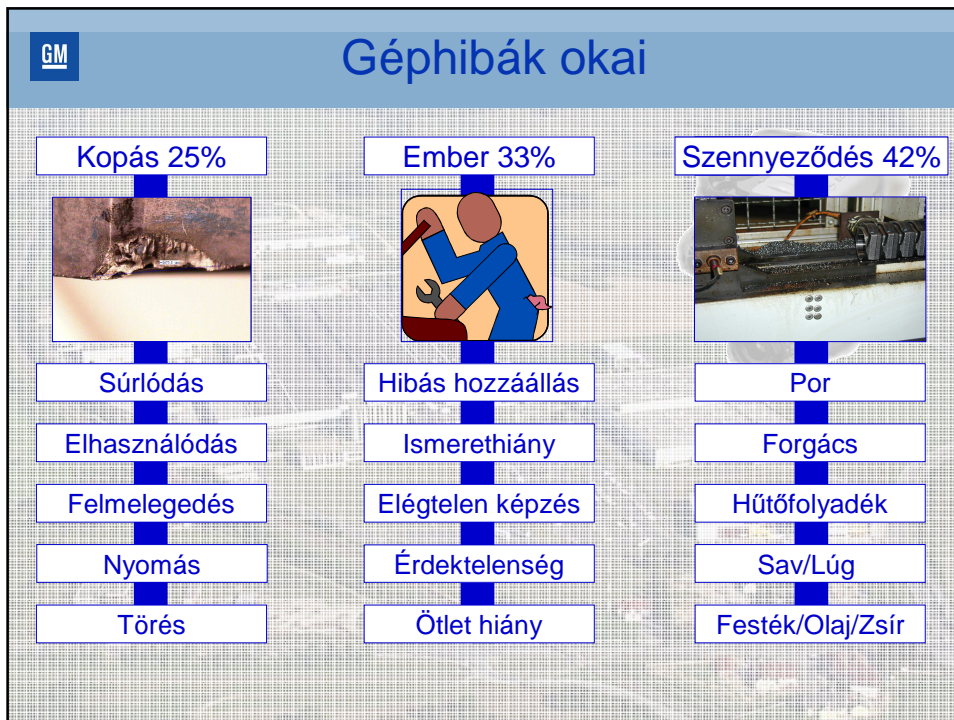 GM
Géphibák okai
Kopás 25%
Súrlódás
Elhasználódás
Felmelegedés
Nyomás
Törés
Ember 33%
Hibás hozzáállás
Ismerethiány
Elégtelen képzés
Érdektelenség
Ötlet hiány
Szennyeződés 42%
Por
Forgács
Hűtőfolyadék
Sav/Lúg
Festék/Olaj/Zsír